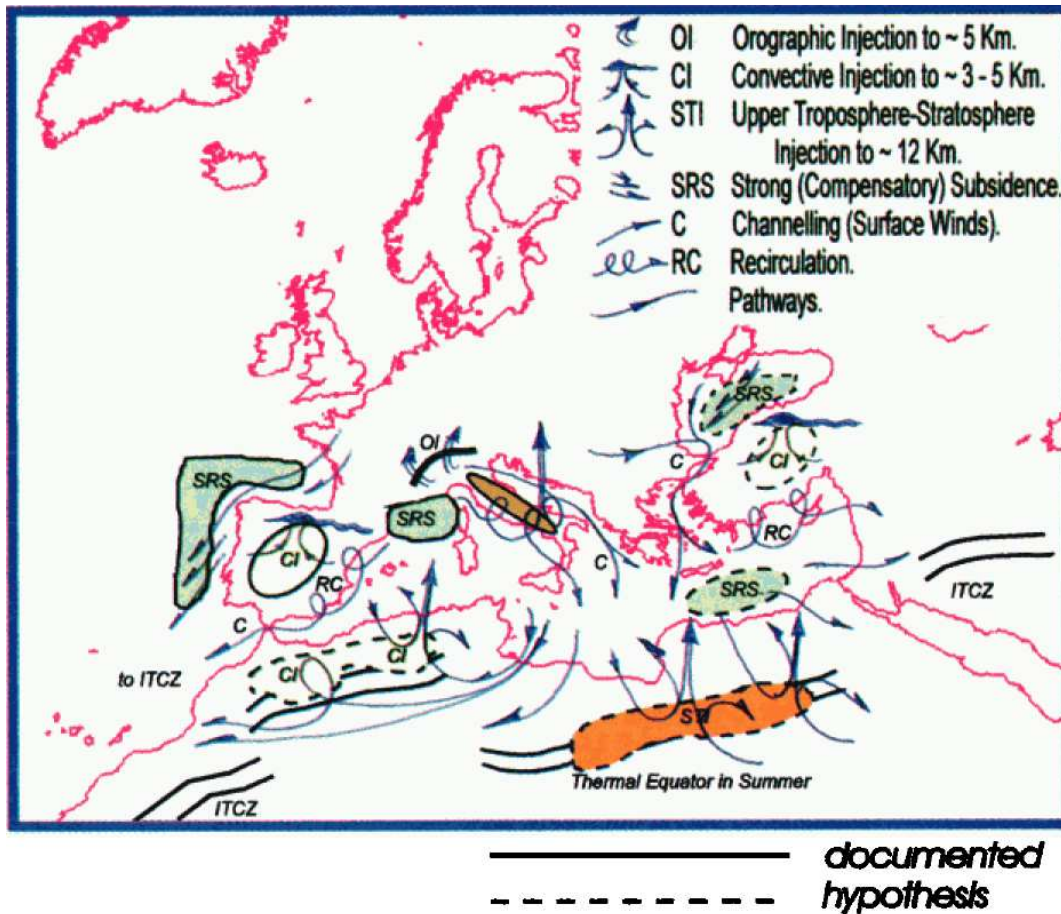 OI Orographic Injection to ~ 5 Km.
CI Convective Injection to ~ 3 - 5 Km.
STI Upper Troposphere-Stratosphere
Injection to ~ 12 Km.
SRS Strong (Compensatory) Subsidence.
C Channelling (Surface Winds).
RC Recirculation.
Pathways.
SRS
OI
SRS
C
CI
SRS
CI
RC
C
RC
C
SRS
ITCZ
CI
CI
to ITCZ
STI
Thermal Equator in Summer
ITCZ
documented
hypothesis